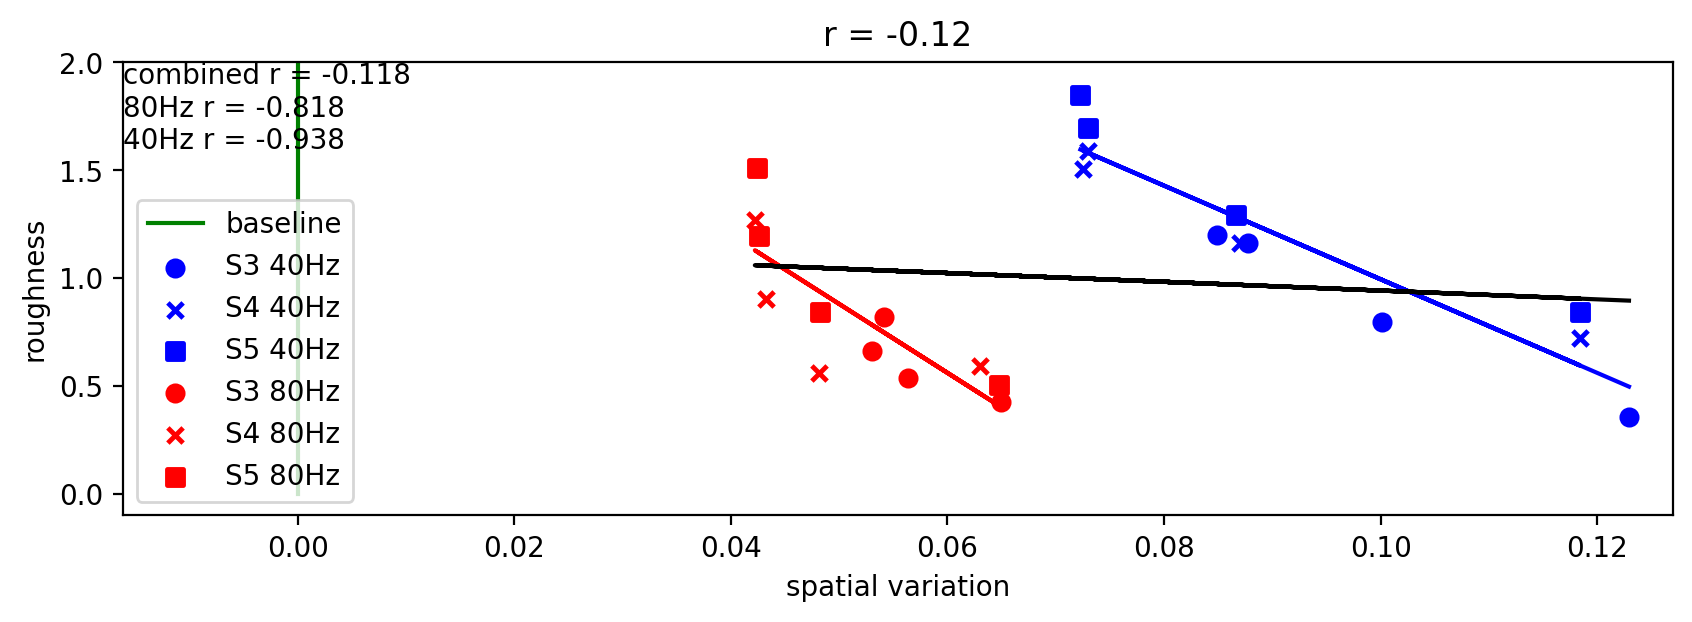 r = -0.12
combined r = -0.118
80Hz r = -0.818
40Hz r = -0.938
2.0
1.5
1.0
0.5
0.0
roughness
baseline
S3 40Hz
S4 40Hz
S5 40Hz
S3 80Hz
S4 80Hz
S5 80Hz
0.00 0.02 0.04 0.06 0.08 0.10 0.12
spatial variation